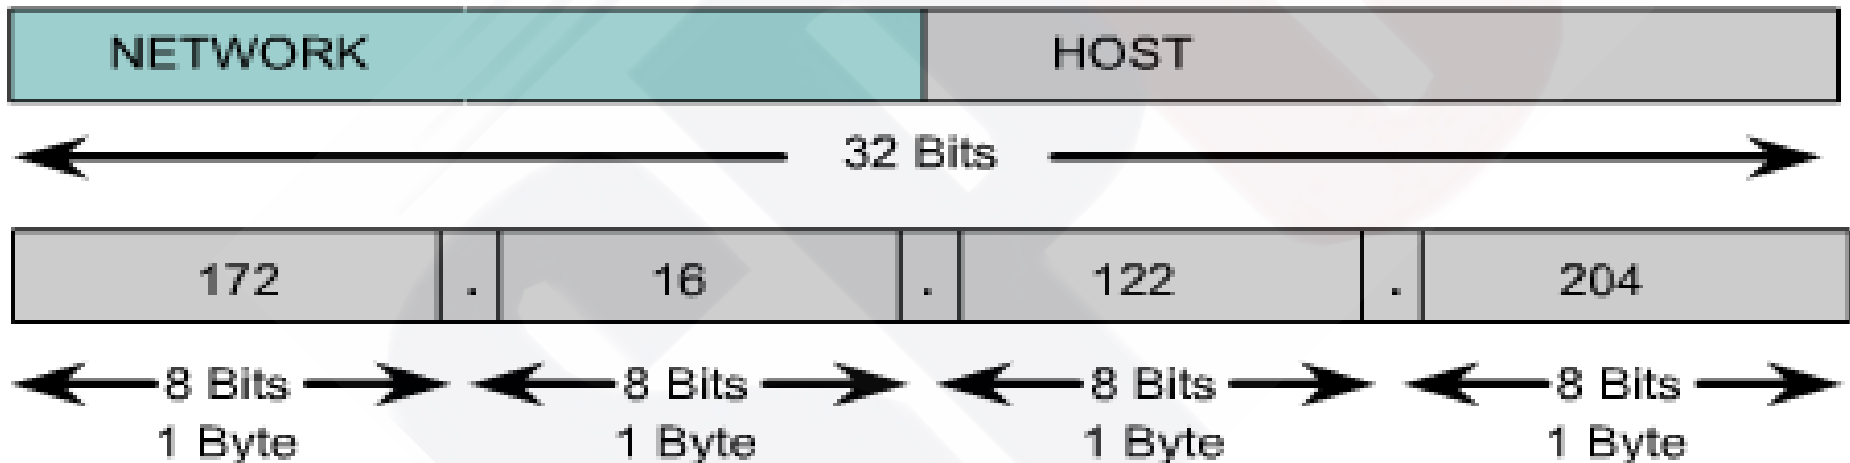 NETWORK HOST
32 Bits
172 . 16 . 122 . 204
8 Bits 8 Bits 8 Bits 8 Bits
1 Byte 1 Byte 1 Byte 1 Byte